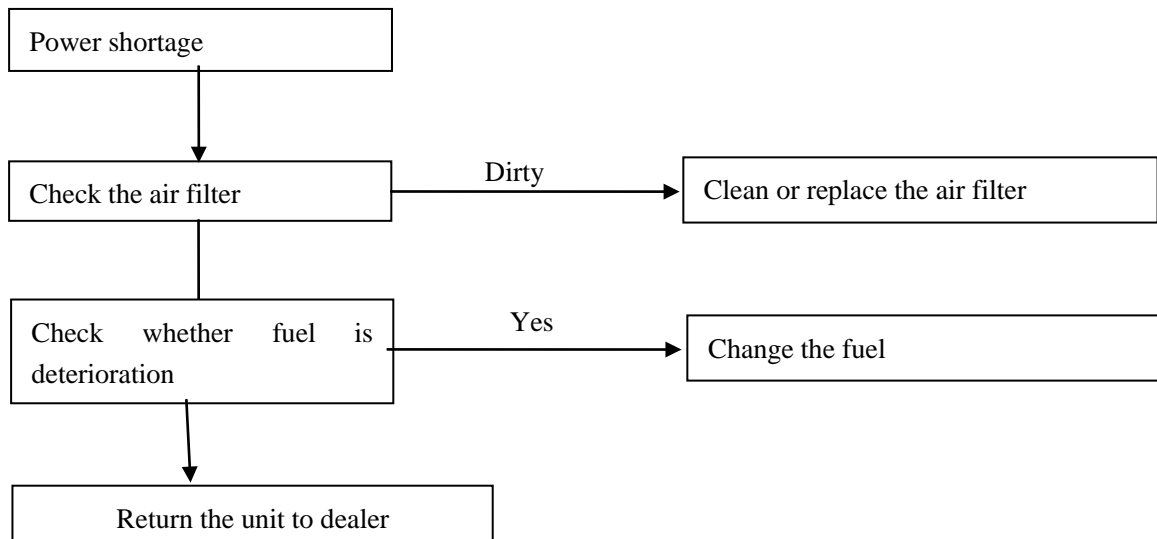 Power shortage
Dirty
Check the air filter
Clean or replace the air filter
Yes
Check whether fuel is
deterioration
Change the fuel
Return the unit to dealer